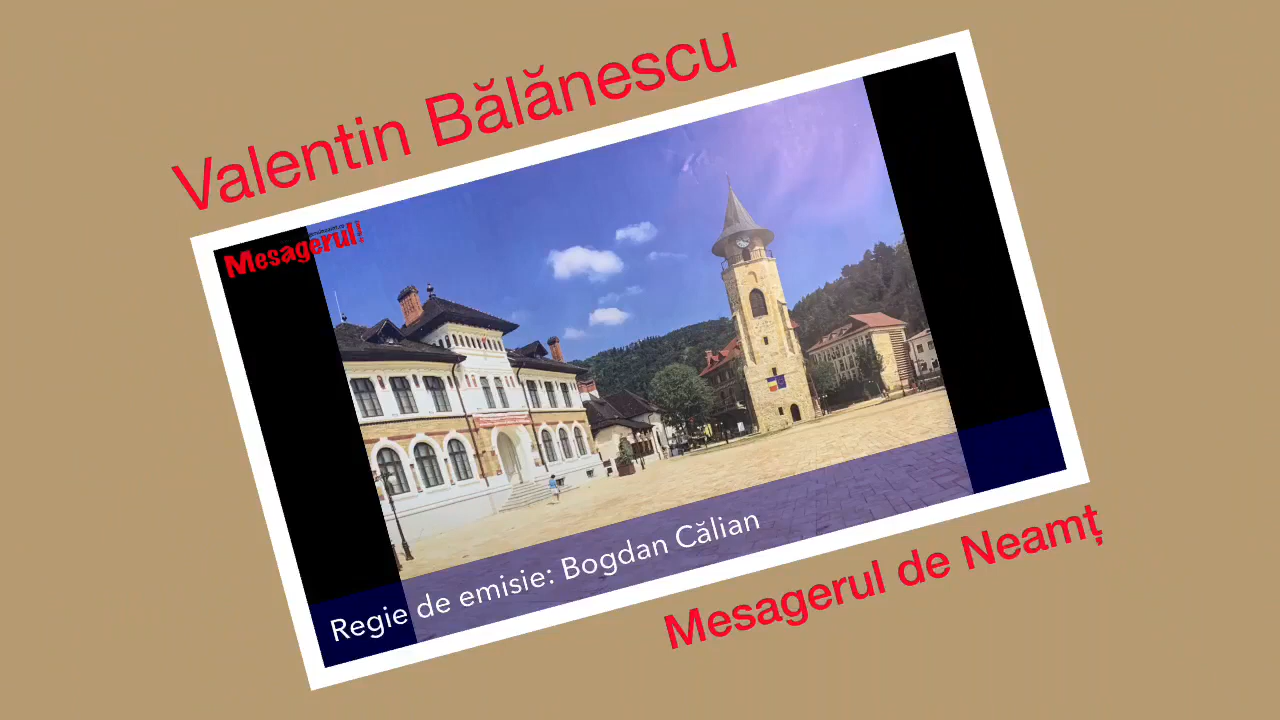 Valentin Bălănescu
Mesagerul
Regie de emisie: Bogdan Călian
Mesagerul de Neamț